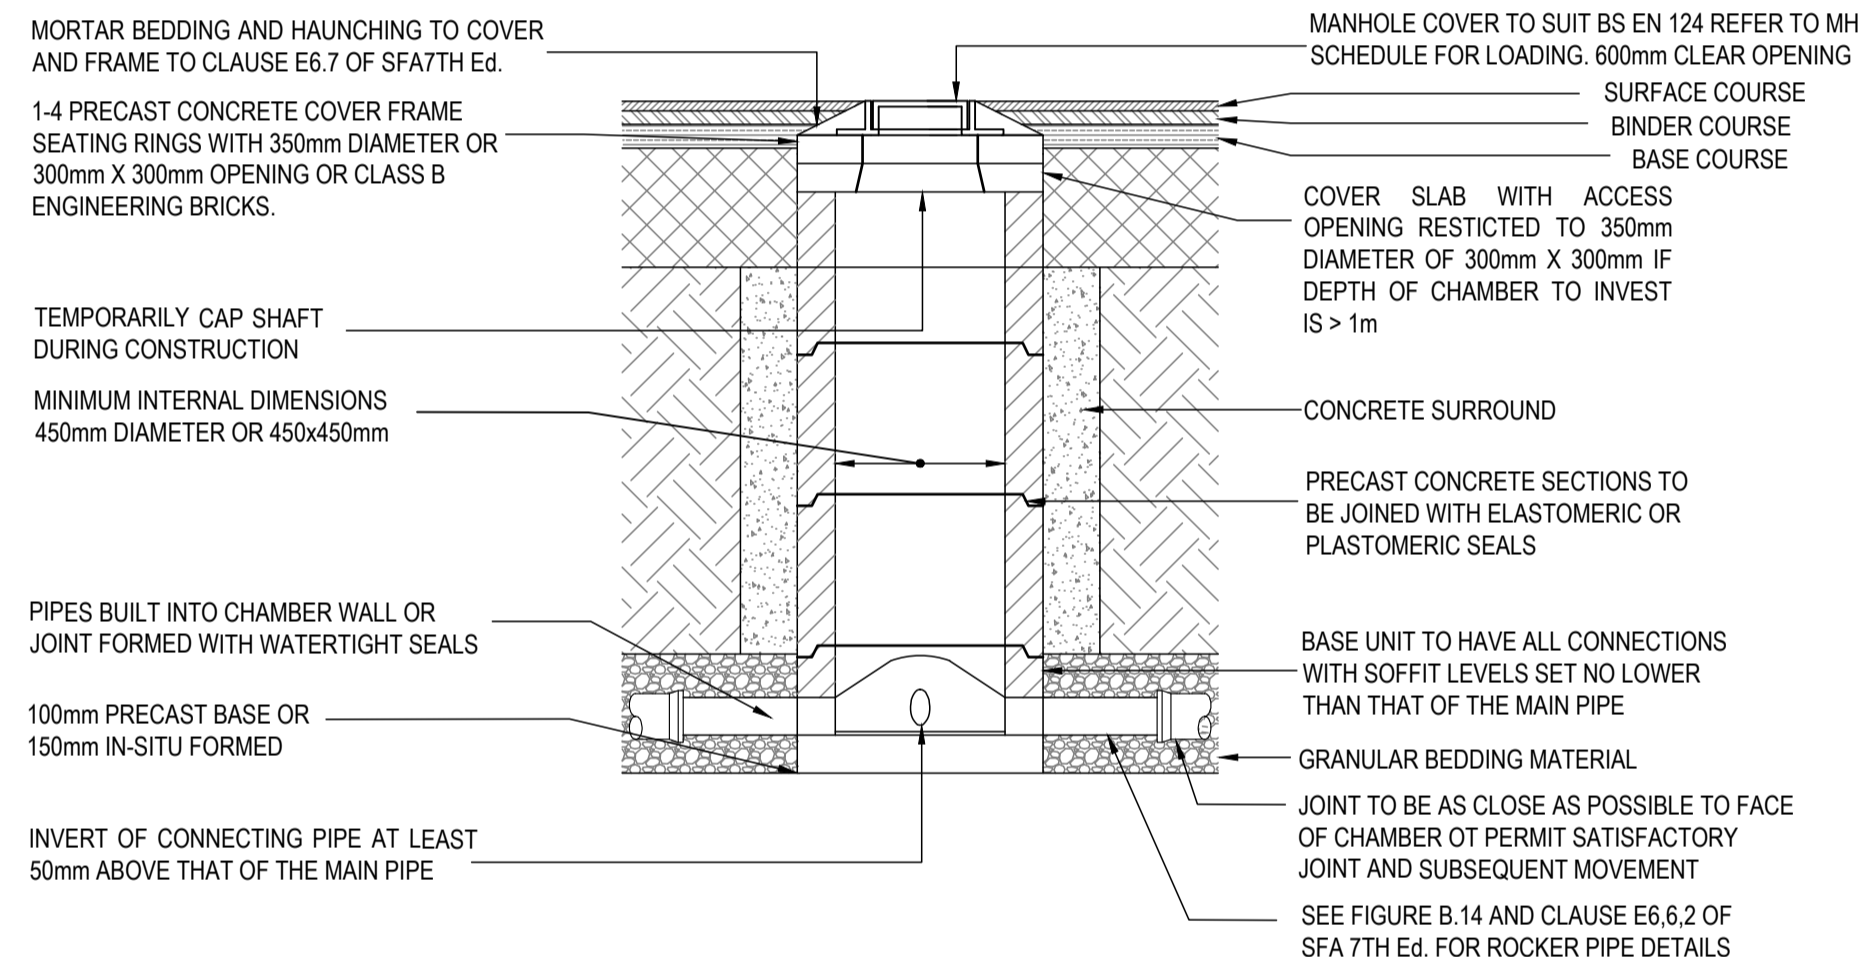 MORTAR BEDDING AND HAUNCHING TO COVER
AND FRAME TO CLAUSE E6.7 OF SFA7TH Ed.
1-4 PRECAST CONCRETE COVER FRAME
SEATING RINGS WITH 350mm DIAMETER OR
300mm X 300mm OPENING OR CLASS B
ENGINEERING BRICKS.
TEMPORARILY CAP SHAFT
DURING CONSTRUCTION
MINIMUM INTERNAL DIMENSIONS
450mm DIAMETER OR 450x450mm
PIPES BUILT INTO CHAMBER WALL OR
JOINT FORMED WITH WATERTIGHT SEALS
100mm PRECAST BASE OR
150mm IN-SITU FORMED
INVERT OF CONNECTING PIPE AT LEAST
50mm ABOVE THAT OF THE MAIN PIPE
MANHOLE COVER TO SUIT BS EN 124 REFER TO MH
SCHEDULE FOR LOADING. 600mm CLEAR OPENING
SURFACE COURSE
BINDER COURSE
BASE COURSE
COVER SLAB WITH ACCESS
OPENING RESTICTED TO 350mm
DIAMETER OF 300mm X 300mm IF
DEPTH OF CHAMBER TO INVEST
IS > 1m
CONCRETE SURROUND
PRECAST CONCRETE SECTIONS TO
BE JOINED WITH ELASTOMERIC OR
PLASTOMERIC SEALS
BASE UNIT TO HAVE ALL CONNECTIONS
WITH SOFFIT LEVELS SET NO LOWER
THAN THAT OF THE MAIN PIPE
GRANULAR BEDDING MATERIAL
JOINT TO BE AS CLOSE AS POSSIBLE TO FACE
OF CHAMBER OT PERMIT SATISFACTORY
JOINT AND SUBSEQUENT MOVEMENT
SEE FIGURE B.14 AND CLAUSE E6,6,2 OF
SFA 7TH Ed. FOR ROCKER PIPE DETAILS